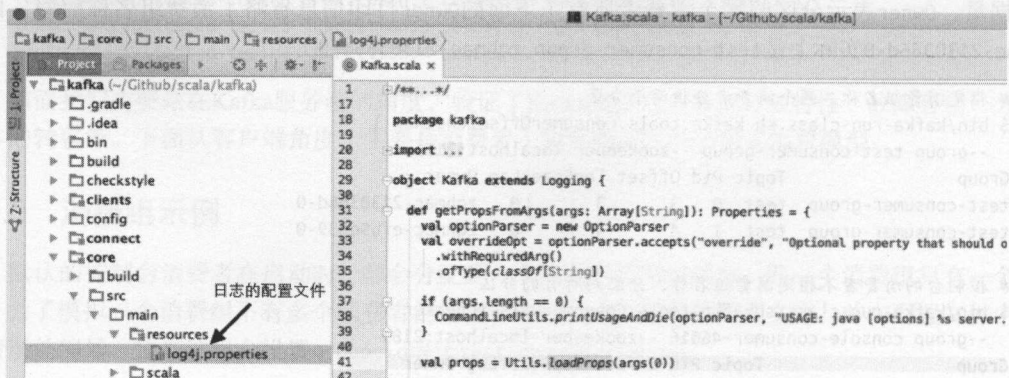 Kafka.scala - kafka - [~/Github/scala/kafka]
kafka core src main resources log4j.properties
Project Packages
Kafka.scala ×
1: Project
Z: Structure
kafka (~/Github/scala/kafka)
.gradle
.idea
bin
build
checkstyle
clients
config
connect
core
build
src
main
resources
log4j.properties
scala
日志的配置文件
1 /**...*/
17
18 package kafka
19
20 import ...
29 object Kafka extends Logging {
30
31 def getPropsFromArgs(args: Array[String]): Properties = {
32 val optionParser = new OptionParser
33 val overrideOpt = optionParser.accepts("override", "Optional property that should o
34 .withRequiredArg()
35 .ofType(classOf[String])
36
37 if (args.length == 0) {
38 CommandLineUtils.printUsageAndDie(optionParser, "USAGE: java [options] %s server.
39 }
40
41 val props = Utils.loadProps(args(0))
42